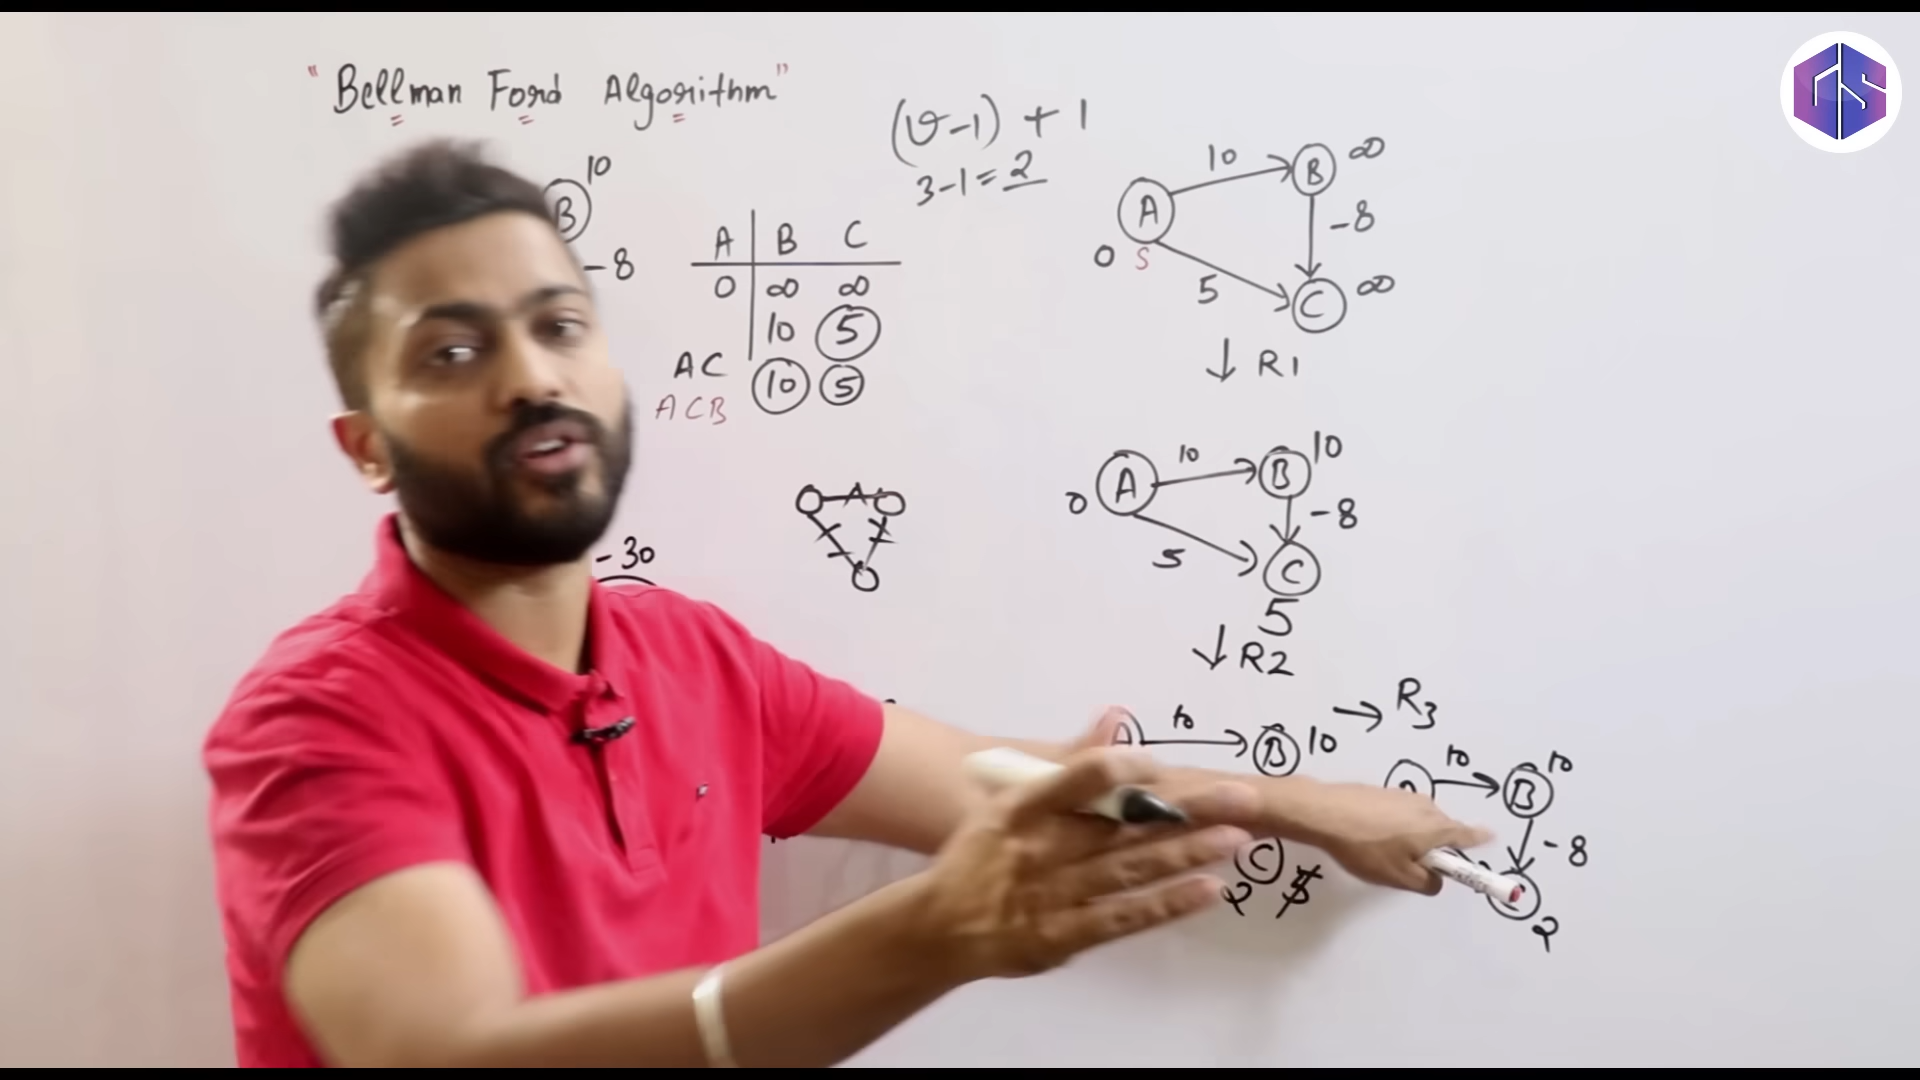 "Bellman Ford Algorithm"
(v-1) + 1
3-1=2
10
B
-8
A B C
0 ∞ ∞
10 5
AC 10 5
ACB
-30
10
B ∞
A
-8
0 S
5
C ∞
↓ R1
10
B 10
A
0
-8
5
C
5
↓ R2
→ R3
A 10 B 10
C
2 5
10 B 10
-8
2